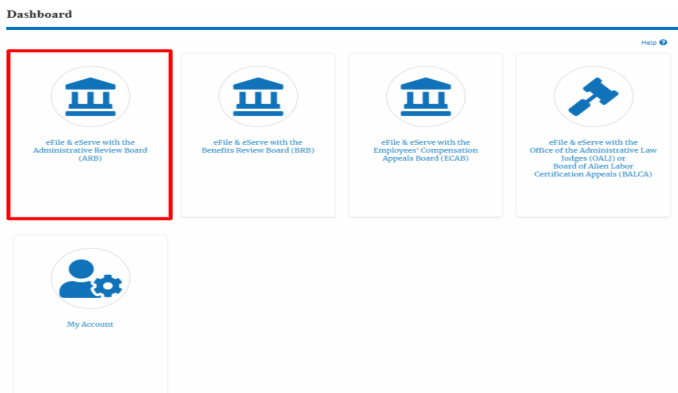 Dashboard
Help ?
eFile & eServe with the
Administrative Review Board
(ARB)
eFile & eServe with the
Benefits Review Board (BRB)
eFile & eServe with the
Employees' Compensation
Appeals Board (ECAB)
eFile & eServe with the
Office of the Administrative Law
Judges (OALJ) or
Board of Alien Labor
Certification Appeals (BALCA)
My Account